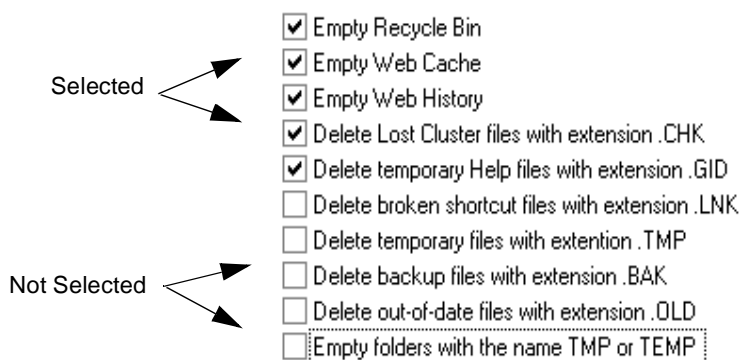 Empty Recycle Bin
Empty Web Cache
Selected
Empty Web History
Delete Lost Cluster files with extension .CHK
Delete temporary Help files with extension .GID
Delete broken shortcut files with extension .LNK
Delete temporary files with extention .TMP
Delete backup files with extension .BAK
Not Selected
Delete out-of-date files with extension .OLD
Empty folders with the name TMP or TEMP